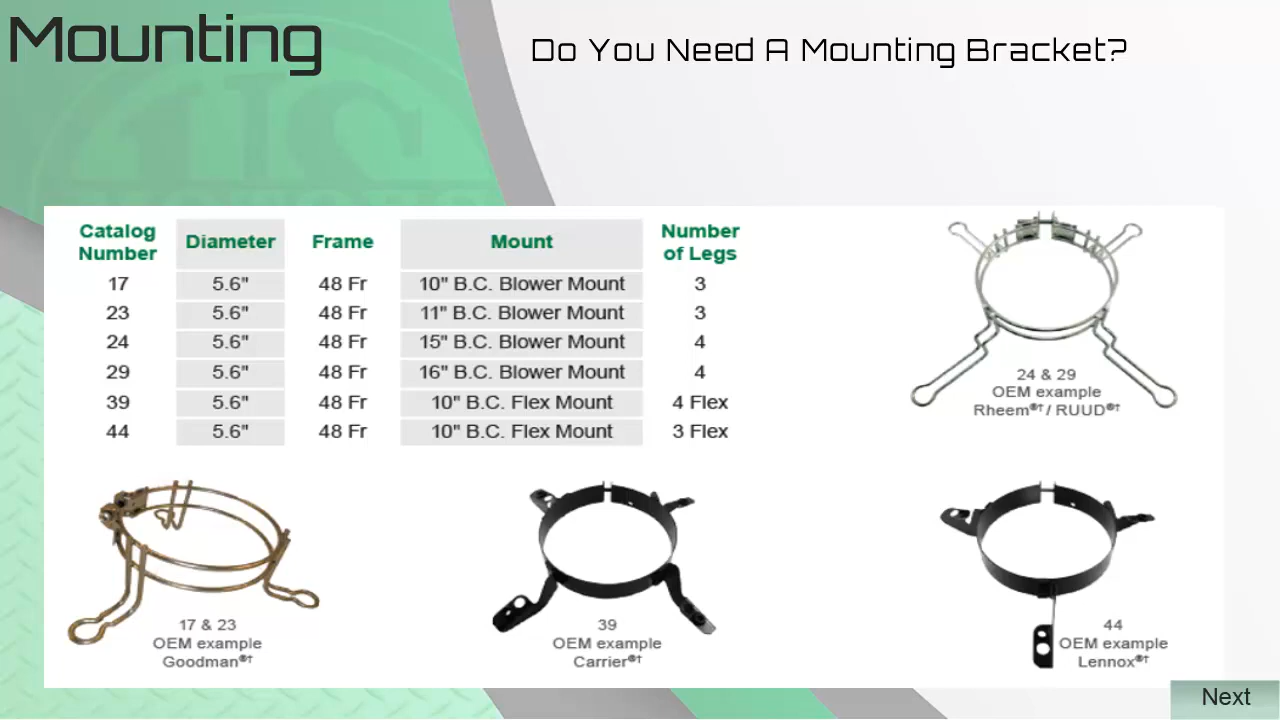 Mounting
Do You Need A Mounting Bracket?
Catalog Number Diameter Frame Mount Number of Legs
17 5.6" 48 Fr 10" B.C. Blower Mount 3
23 5.6" 48 Fr 11" B.C. Blower Mount 3
24 5.6" 48 Fr 15" B.C. Blower Mount 4
29 5.6" 48 Fr 16" B.C. Blower Mount 4
39 5.6" 48 Fr 10" B.C. Flex Mount 4 Flex
44 5.6" 48 Fr 10" B.C. Flex Mount 3 Flex
24 & 29
OEM example
Rheem®† / RUUD®†
17 & 23
OEM example
Goodman®†
39
OEM example
Carrier®†
44
OEM example
Lennox®†
Next